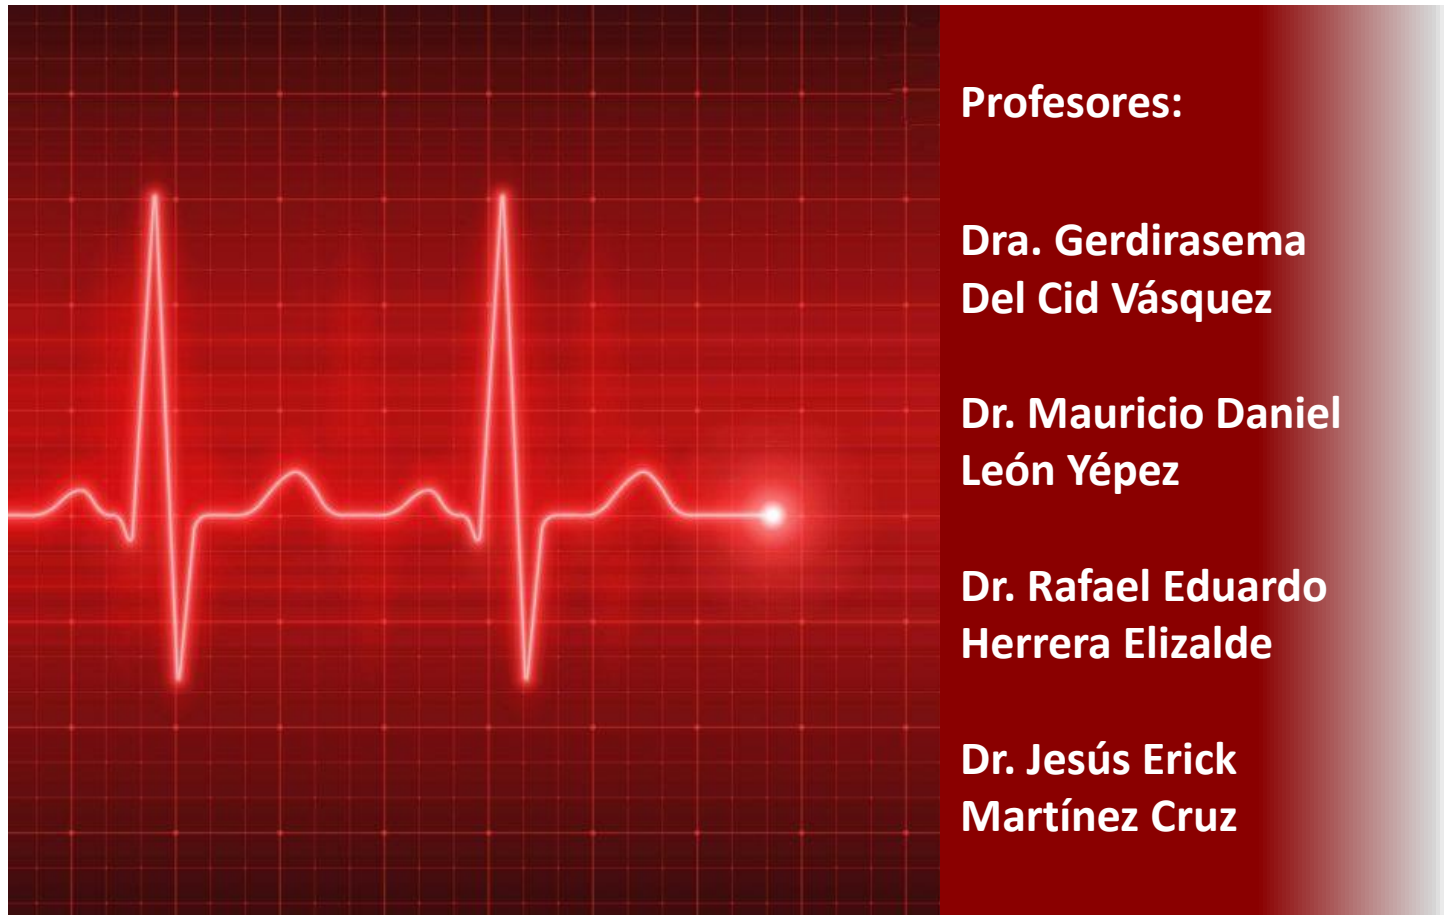 Profesores:
Dra. Gerdirasema
Del Cid Vásquez
Dr. Mauricio Daniel
León Yépez
Dr. Rafael Eduardo
Herrera Elizalde
Dr. Jesús Erick
Martínez Cruz